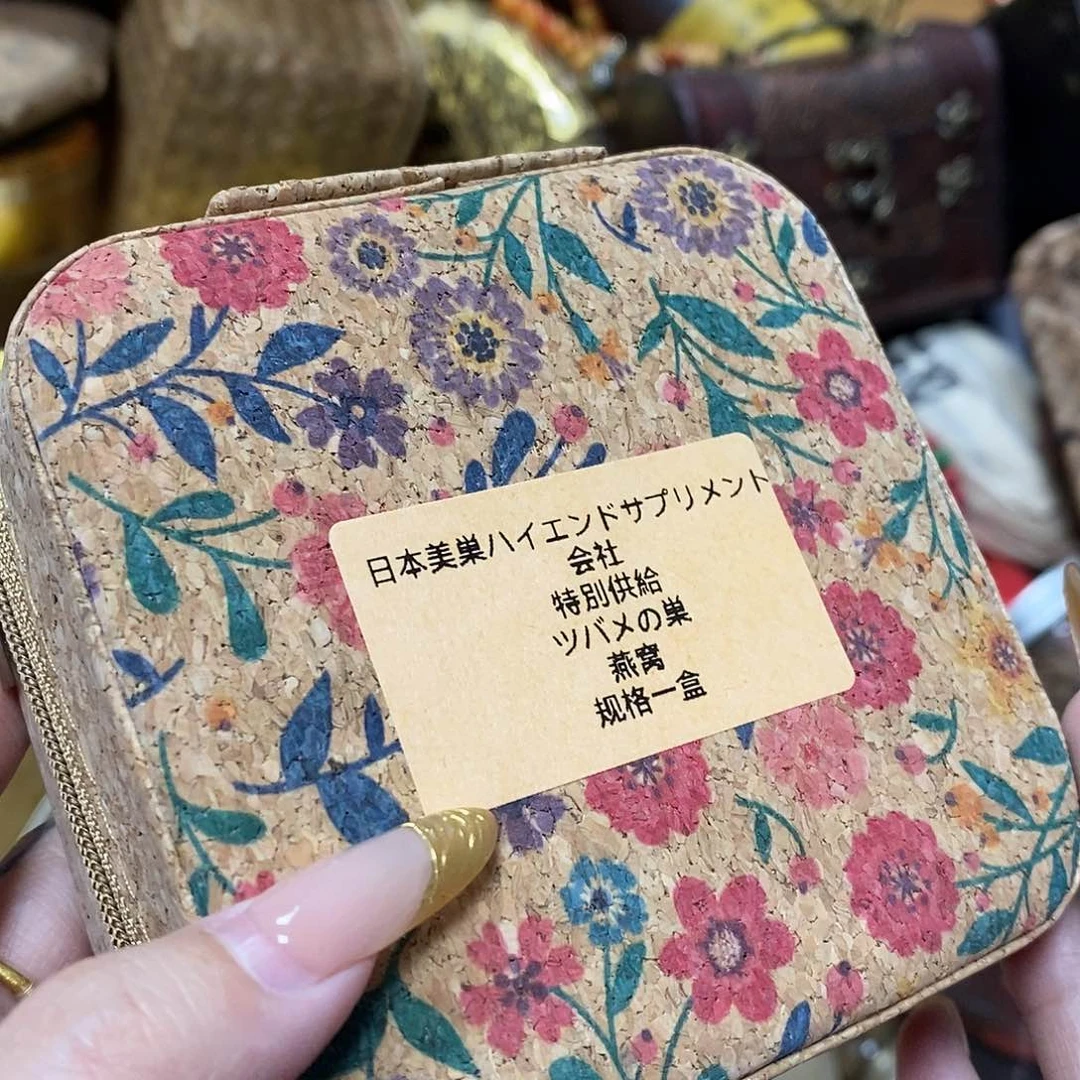 日本美巣ハイエンドサプリメント
会社
特別供給
ツバメの巣
燕窝
规格一盒